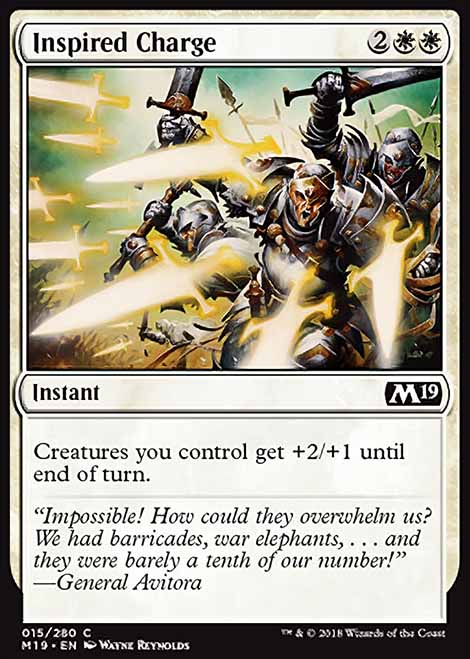 Inspired Charge 2
Instant M19
Creatures you control get +2/+1 until
end of turn.
“Impossible! How could they overwhelm us?
We had barricades, war elephants, . . . and
they were barely a tenth of our number!”
—General Avitora
015/280 C
M19 • EN Wayne Reynolds
™ & © 2018 Wizards of the Coast